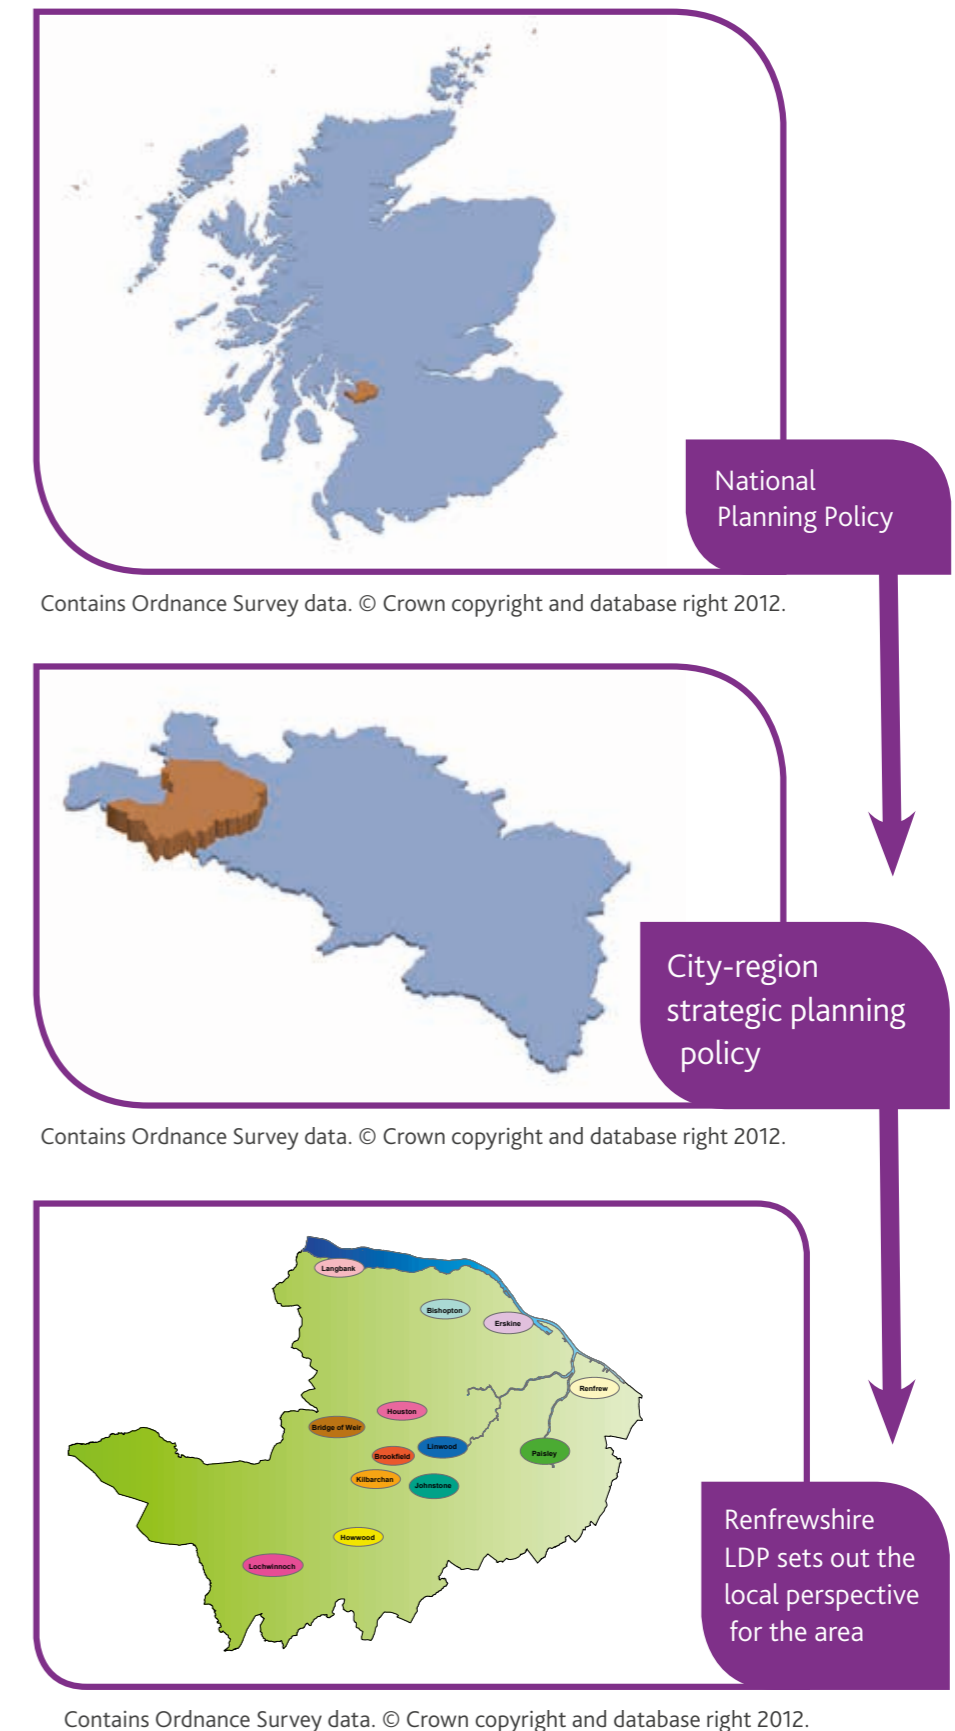 National
Planning Policy
Contains Ordnance Survey data. © Crown copyright and database right 2012.
City-region
strategic planning
policy
Contains Ordnance Survey data. © Crown copyright and database right 2012.
Langbank
Bishopton
Erskine
Renfrew
Houston
Bridge of Weir
Linwood
Brookfield
Paisley
Kilbarchan
Johnstone
Howwood
Lochwinnoch
Renfrewshire
LDP sets out the
local perspective
for the area
Contains Ordnance Survey data. © Crown copyright and database right 2012.